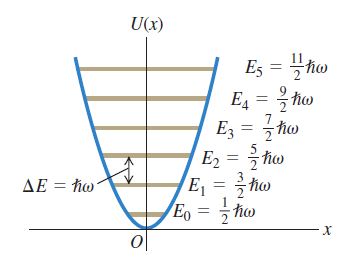 U(x)
E₅ = 11/2 ℏω
E₄ = 9/2 ℏω
E₃ = 7/2 ℏω
E₂ = 5/2 ℏω
ΔE = ℏω
E₁ = 3/2 ℏω
E₀ = 1/2 ℏω
x
O